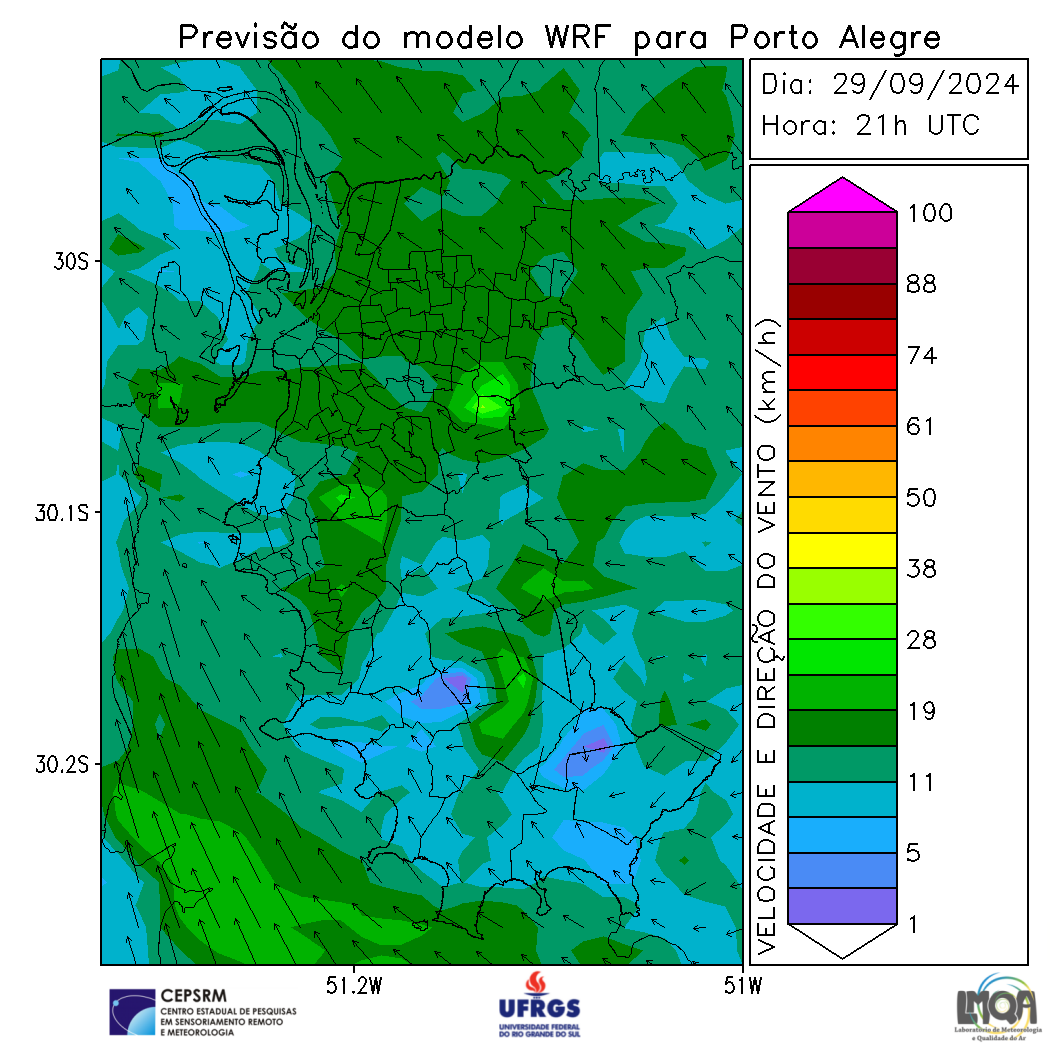 Previsão do modelo WRF para Porto Alegre
Dia: 29/09/2024
Hora: 21h UTC
30S
30.1S
30.2S
51.2W
51W
VELOCIDADE E DIREÇÃO DO VENTO (km/h)
100
88
74
61
50
38
28
19
11
5
1
CEPSRM
CENTRO ESTADUAL DE PESQUISAS
EM SENSORIAMENTO REMOTO
E METEOROLOGIA
UFRGS
UNIVERSIDADE FEDERAL
DO RIO GRANDE DO SUL
LMQA
Laboratório de Meteorologia
e Qualidade do Ar